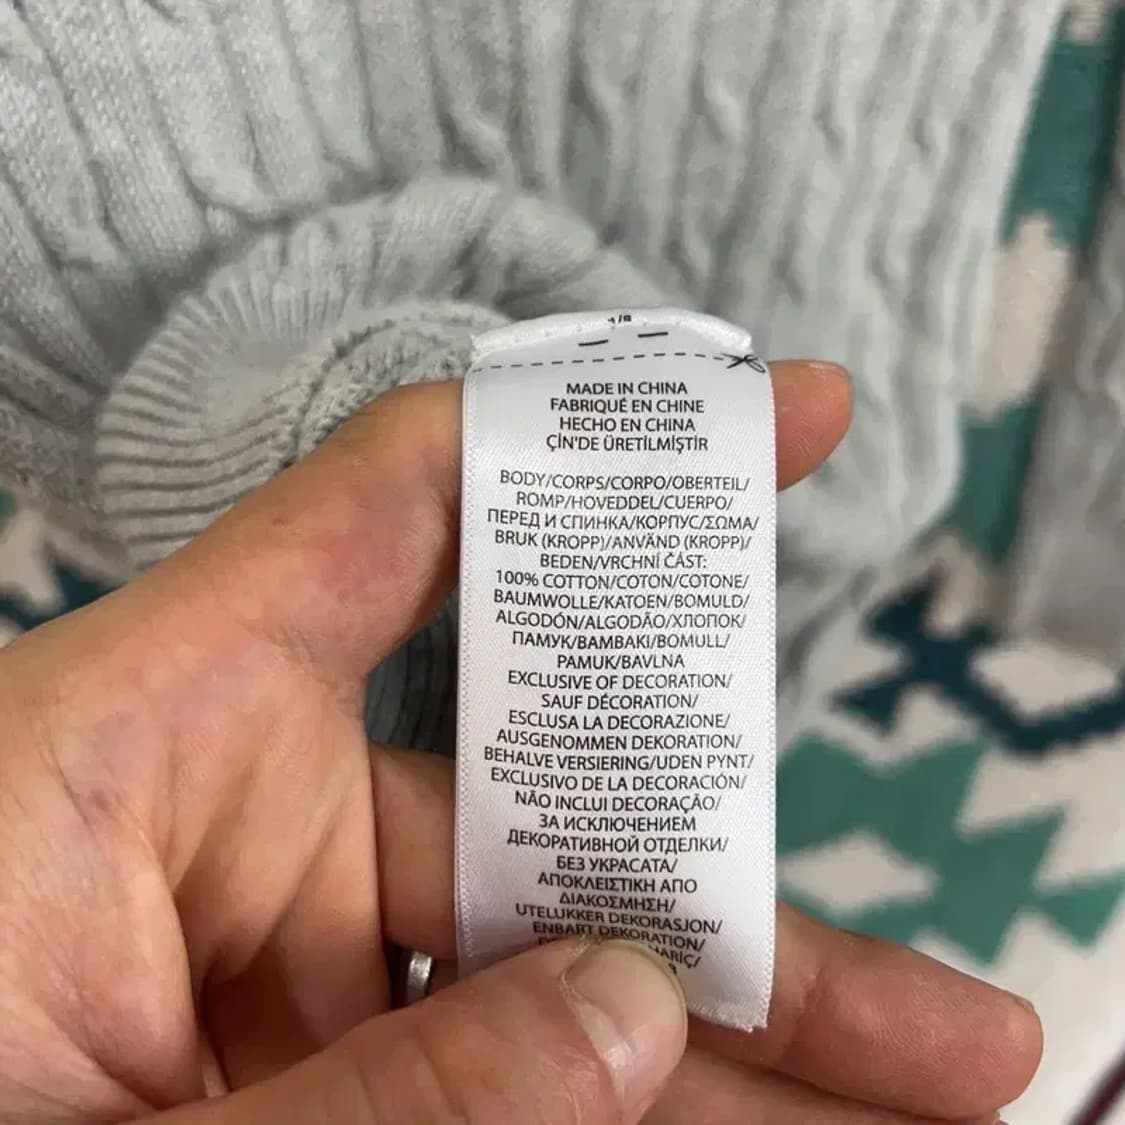 1/8
MADE IN CHINA
FABRIQUÉ EN CHINE
HECHO EN CHINA
ÇİN'DE ÜRETİLMİŞTİR
BODY/CORPS/CORPO/OBERTEIL/
ROMP/HOVEDDEL/CUERPO/
ПЕРЕД И СПИНКА/КОРПУС/ΣΩΜΑ/
BRUK (KROPP)/ANVÄND (KROPP)/
BEDEN/VRCHNÍ ČÁST:
100% COTTON/COTON/COTONE/
BAUMWOLLE/KATOEN/BOMULD/
ALGODÓN/ALGODÃO/ХЛОПОК/
ПАМУК/ΒΑΜΒΑΚΙ/BOMULL/
PAMUK/BAVLNA
EXCLUSIVE OF DECORATION/
SAUF DÉCORATION/
ESCLUSA LA DECORAZIONE/
AUSGENOMMEN DEKORATION/
BEHALVE VERSIERING/UDEN PYNT/
EXCLUSIVO DE LA DECORACIÓN/
NÃO INCLUI DECORAÇÃO/
ЗА ИСКЛЮЧЕНИЕМ
ДЕКОРАТИВНОЙ ОТДЕЛКИ/
БЕЗ УКРАСАТА/
ΑΠΟΚΛΕΙΣΤΙΚΗ ΑΠΟ
ΔΙΑΚΟΣΜΗΣΗ/
UTELUKKER DEKORASJON/
ENBART DEKORATION/